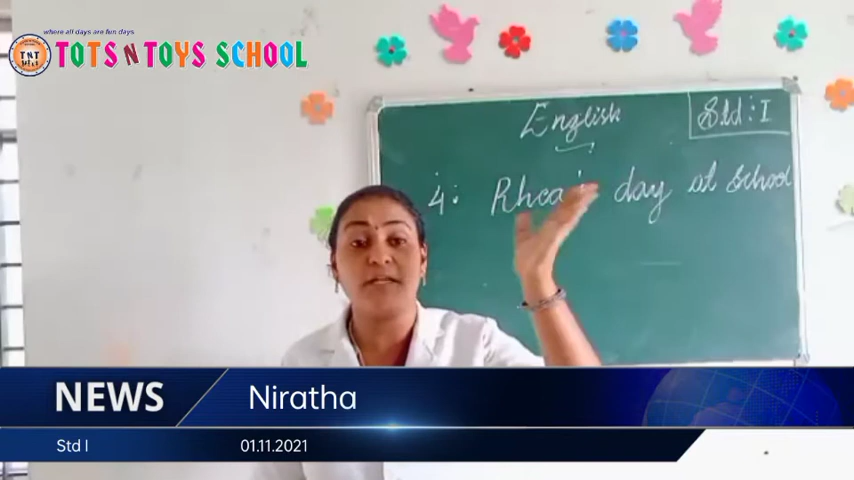 where all days are fun days
TNT
TOTS N TOYS SCHOOL
English
Std : I
4: Rhea's day at school
NEWS
Niratha
Std I
01.11.2021